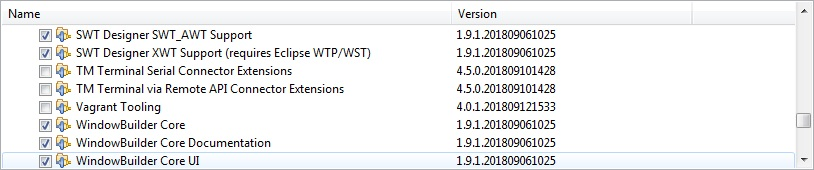 Name Version
SWT Designer SWT_AWT Support 1.9.1.201809061025
SWT Designer XWT Support (requires Eclipse WTP/WST) 1.9.1.201809061025
TM Terminal Serial Connector Extensions 4.5.0.201809101428
TM Terminal via Remote API Connector Extensions 4.5.0.201809101428
Vagrant Tooling 4.0.1.201809121533
WindowBuilder Core 1.9.1.201809061025
WindowBuilder Core Documentation 1.9.1.201809061025
WindowBuilder Core UI 1.9.1.201809061025